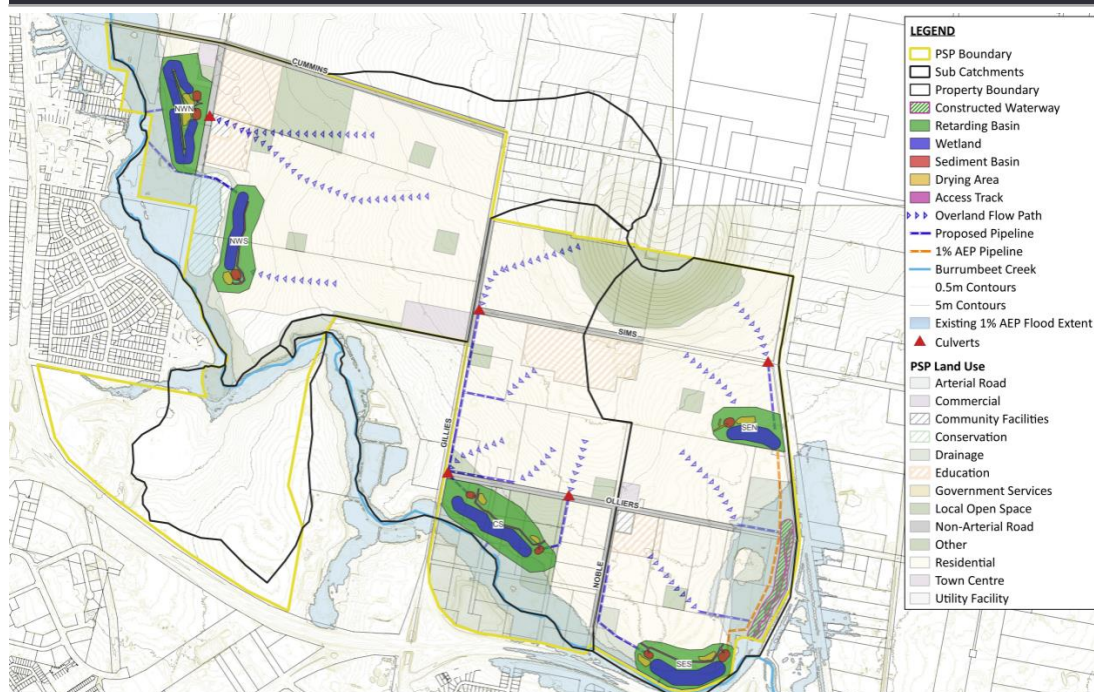 CUMMINS
NWN
NWS
SIMS
GILLIES
SEN
OLLIERS
CS
NOBLE
SES
LEGEND
PSP Boundary
Sub Catchments
Property Boundary
Constructed Waterway
Retarding Basin
Wetland
Sediment Basin
Drying Area
Access Track
Overland Flow Path
Proposed Pipeline
1% AEP Pipeline
Burrumbeet Creek
0.5m Contours
5m Contours
Existing 1% AEP Flood Extent
Culverts
PSP Land Use
Arterial Road
Commercial
Community Facilities
Conservation
Drainage
Education
Government Services
Local Open Space
Non-Arterial Road
Other
Residential
Town Centre
Utility Facility